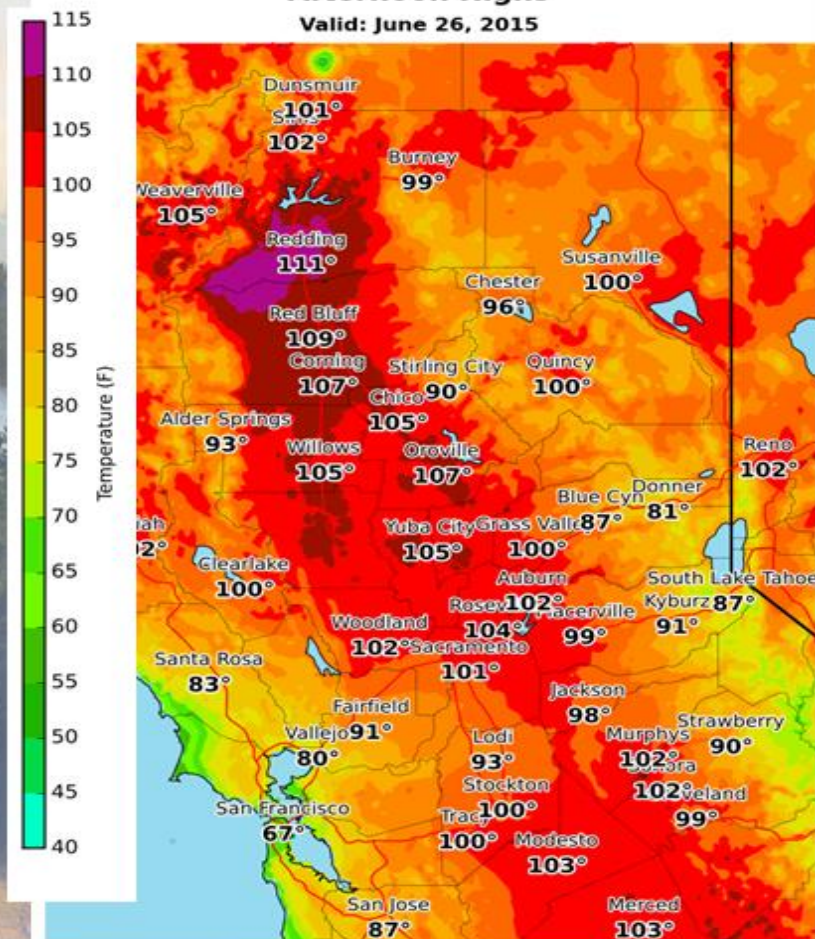 Valid: June 26, 2015
115
110
105
100
95
90
85
80
75
70
65
60
55
50
45
40
Temperature (F)
Dunsmuir
101°
102°
Burney
99°
Weaverville
105°
Redding
111°
Susanville
100°
Chester
96°
Red Bluff
109°
Corning
107°
Stirling City
90°
Quincy
100°
Chico
105°
Alder Springs
93°
Willows
105°
Oroville
107°
Reno
102°
Donner
81°
Blue Cyn
87°
Yuba City
105°
100°
Clearlake
100°
Auburn
102°
South Lake Tahoe
87°
Kyburz
91°
104°
99°
Woodland
102°
Sacramento
101°
Santa Rosa
83°
Jackson
98°
Fairfield
91°
Vallejo
80°
Lodi
93°
Murphys
102°
Strawberry
90°
102°
Stockton
100°
99°
San Francisco
67°
Tracy
100°
Modesto
103°
San Jose
87°
Merced
103°